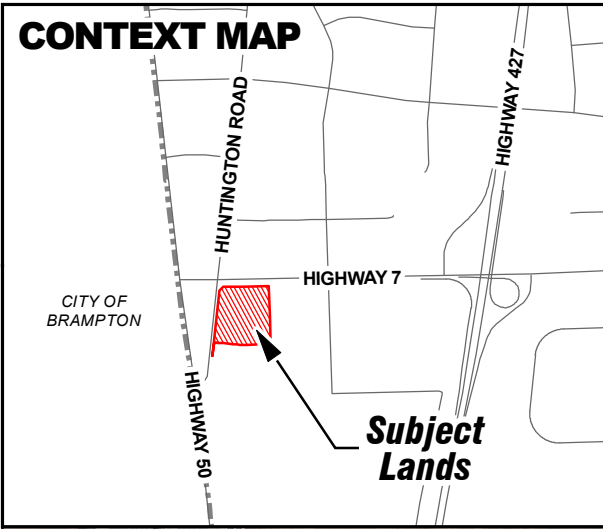 CONTEXT MAP
HIGHWAY 427
HUNTINGTON ROAD
HIGHWAY 7
CITY OF
BRAMPTON
HIGHWAY 50
Subject
Lands